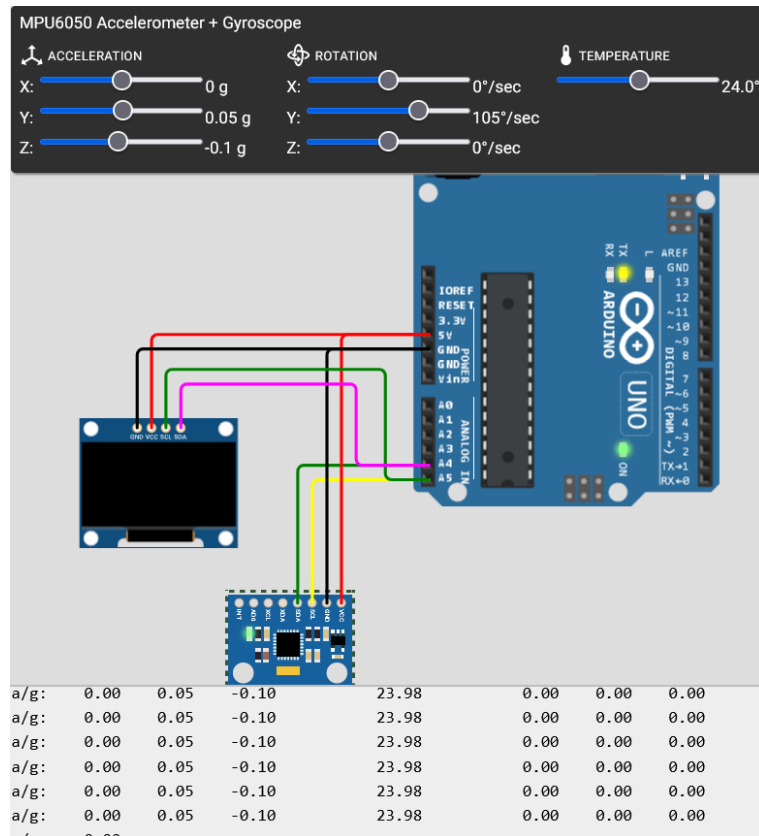 MPU6050 Accelerometer + Gyroscope
ACCELERATION
X: 0 g
Y: 0.05 g
Z: -0.1 g
ROTATION
X: 0°/sec
Y: 105°/sec
Z: 0°/sec
TEMPERATURE
24.0°
IOREF
RESET
3.3V
5V
GND
GND
Vin
POWER
A0
A1
A2
A3
A4
A5
ANALOG IN
RX
TX
L
ARDUINO
UNO
ON
AREF
GND
13
12
~11
~10
~9
8
7
~6
~5
4
~3
2
TX→1
RX←0
DIGITAL (PWM ~)
GND VCC SCL SDA
INT AD0 XCL XDA SDA SCL GND VCC
a/g: 0.00 0.05 -0.10 23.98 0.00 0.00 0.00
a/g: 0.00 0.05 -0.10 23.98 0.00 0.00 0.00
a/g: 0.00 0.05 -0.10 23.98 0.00 0.00 0.00
a/g: 0.00 0.05 -0.10 23.98 0.00 0.00 0.00
a/g: 0.00 0.05 -0.10 23.98 0.00 0.00 0.00
a/g: 0.00 0.05 -0.10 23.98 0.00 0.00 0.00